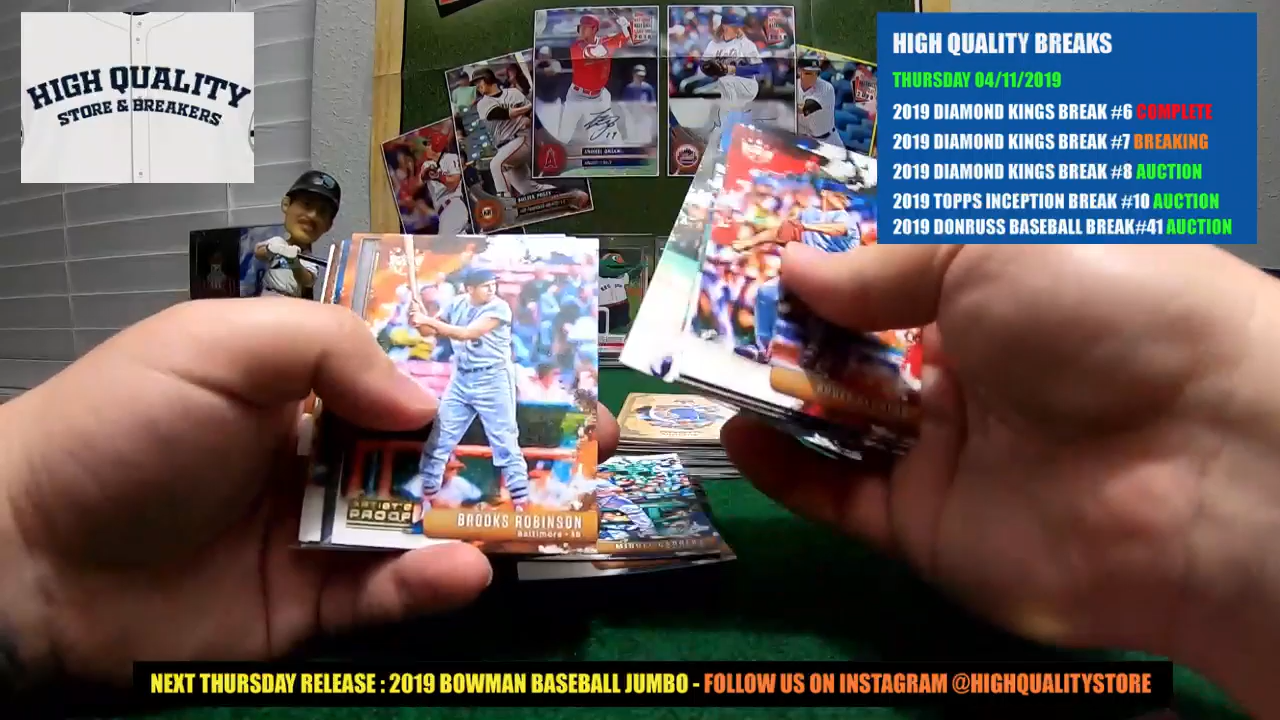 HIGH QUALITY
STORE & BREAKERS
HIGH QUALITY BREAKS
THURSDAY 04/11/2019
2019 DIAMOND KINGS BREAK #6 COMPLETE
2019 DIAMOND KINGS BREAK #7 BREAKING
2019 DIAMOND KINGS BREAK #8 AUCTION
2019 TOPPS INCEPTION BREAK #10 AUCTION
2019 DONRUSS BASEBALL BREAK#41 AUCTION
ARTIST'S
PROOF
BROOKS ROBINSON
Baltimore • 3B
NEXT THURSDAY RELEASE : 2019 BOWMAN BASEBALL JUMBO - FOLLOW US ON INSTAGRAM @HIGHQUALITYSTORE